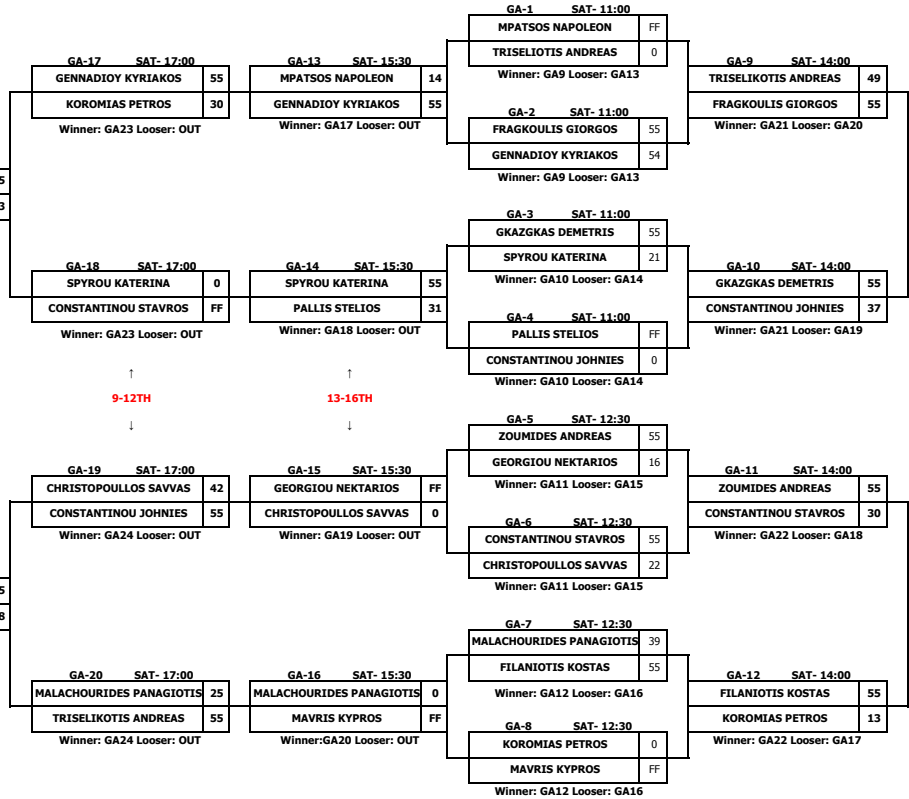 GA-1 SAT- 11:00
MPATSOS NAPOLEON FF
TRISELIOTIS ANDREAS 0
Winner: GA9 Looser: GA13
GA-17 SAT- 17:00
GENNADIOY KYRIAKOS 55
KOROMIAS PETROS 30
Winner: GA23 Looser: OUT
GA-13 SAT- 15:30
MPATSOS NAPOLEON 14
GENNADIOY KYRIAKOS 55
Winner: GA17 Looser: OUT
GA-9 SAT- 14:00
TRISELIKOTIS ANDREAS 49
FRAGKOULIS GIORGOS 55
Winner: GA21 Looser: GA20
GA-2 SAT- 11:00
FRAGKOULIS GIORGOS 55
GENNADIOY KYRIAKOS 54
Winner: GA9 Looser: GA13
5
3
GA-3 SAT- 11:00
GKAZGKAS DEMETRIS 55
SPYROU KATERINA 21
Winner: GA10 Looser: GA14
GA-18 SAT- 17:00
SPYROU KATERINA 0
CONSTANTINOU STAVROS FF
Winner: GA23 Looser: OUT
GA-14 SAT- 15:30
SPYROU KATERINA 55
PALLIS STELIOS 31
Winner: GA18 Looser: OUT
GA-10 SAT- 14:00
GKAZGKAS DEMETRIS 55
CONSTANTINOU JOHNIES 37
Winner: GA21 Looser: GA19
GA-4 SAT- 11:00
PALLIS STELIOS FF
CONSTANTINOU JOHNIES 0
Winner: GA10 Looser: GA14
↑ ↑
9-12TH 13-16TH
↓ ↓
GA-5 SAT- 12:30
ZOUMIDES ANDREAS 55
GEORGIOU NEKTARIOS 16
Winner: GA11 Looser: GA15
GA-19 SAT- 17:00
CHRISTOPOULLOS SAVVAS 42
CONSTANTINOU JOHNIES 55
Winner: GA24 Looser: OUT
GA-15 SAT- 15:30
GEORGIOU NEKTARIOS FF
CHRISTOPOULLOS SAVVAS 0
Winner: GA19 Looser: OUT
GA-11 SAT- 14:00
ZOUMIDES ANDREAS 55
CONSTANTINOU STAVROS 30
Winner: GA22 Looser: GA18
GA-6 SAT- 12:30
CONSTANTINOU STAVROS 55
CHRISTOPOULLOS SAVVAS 22
Winner: GA11 Looser: GA15
5
8
GA-7 SAT- 12:30
MALACHOURIDES PANAGIOTIS 39
FILANIOTIS KOSTAS 55
Winner: GA12 Looser: GA16
GA-20 SAT- 17:00
MALACHOURIDES PANAGIOTIS 25
TRISELIKOTIS ANDREAS 55
Winner: GA24 Looser: OUT
GA-16 SAT- 15:30
MALACHOURIDES PANAGIOTIS 0
MAVRIS KYPROS FF
Winner:GA20 Looser: OUT
GA-12 SAT- 14:00
FILANIOTIS KOSTAS 55
KOROMIAS PETROS 13
Winner: GA22 Looser: GA17
GA-8 SAT- 12:30
KOROMIAS PETROS 0
MAVRIS KYPROS FF
Winner: GA12 Looser: GA16